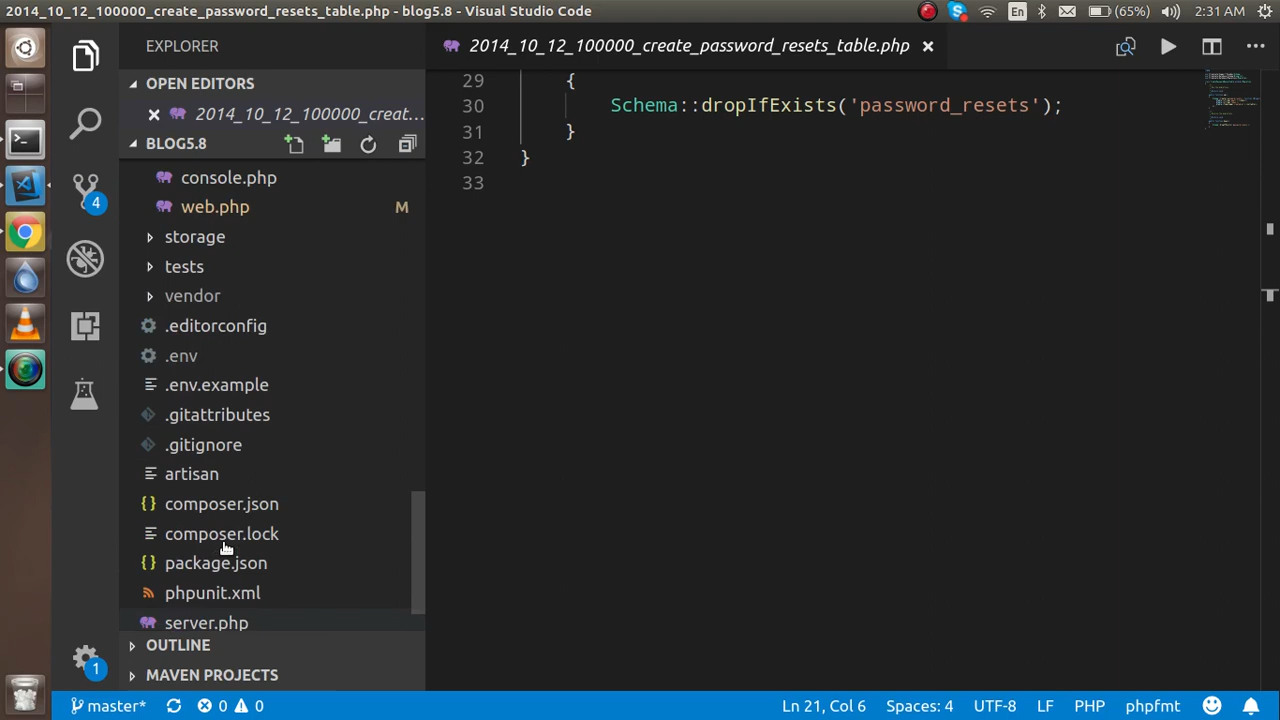 2014_10_12_100000_create_password_resets_table.php - blog5.8 - Visual Studio Code
En
(65%)
2:31 AM
EXPLORER
2014_10_12_100000_create_password_resets_table.php
OPEN EDITORS
2014_10_12_100000_creat...
BLOG5.8
console.php
web.php M
storage
tests
vendor
.editorconfig
.env
.env.example
.gitattributes
.gitignore
artisan
composer.json
composer.lock
package.json
phpunit.xml
server.php
OUTLINE
MAVEN PROJECTS
4
1
29 {
30 Schema::dropIfExists('password_resets');
31 }
32 }
33
master* 0 0 Ln 21, Col 6 Spaces: 4 UTF-8 LF PHP phpfmt